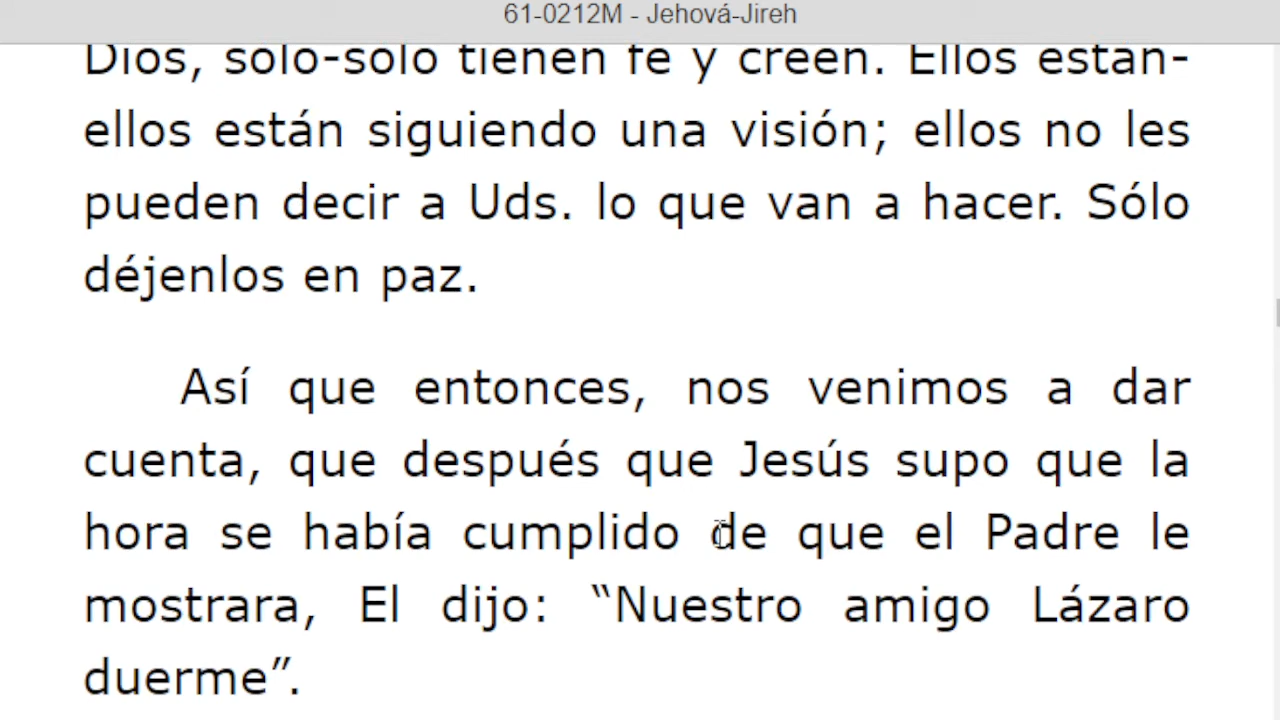 61-0212M - Jehová-Jireh
Dios, sólo-sólo tienen fe y creen. Ellos están-
ellos están siguiendo una visión; ellos no les
pueden decir a Uds. lo que van a hacer. Sólo
déjenlos en paz.
Así que entonces, nos venimos a dar
cuenta, que después que Jesús supo que la
hora se había cumplido de que el Padre le
mostrara, El dijo: “Nuestro amigo Lázaro
duerme”.